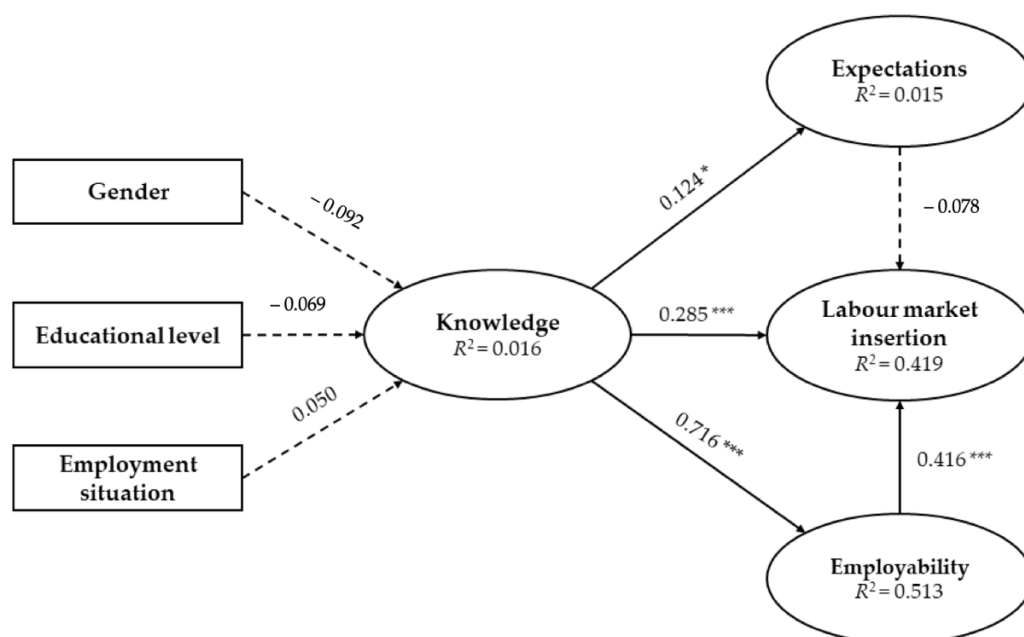 Expectations
R² = 0.015
Gender
– 0.092
0.124 *
– 0.078
Educational level
– 0.069
Knowledge
R² = 0.016
0.285 ***
Labour market
insertion
R² = 0.419
0.050
Employment
situation
0.716 ***
0.416 ***
Employability
R² = 0.513